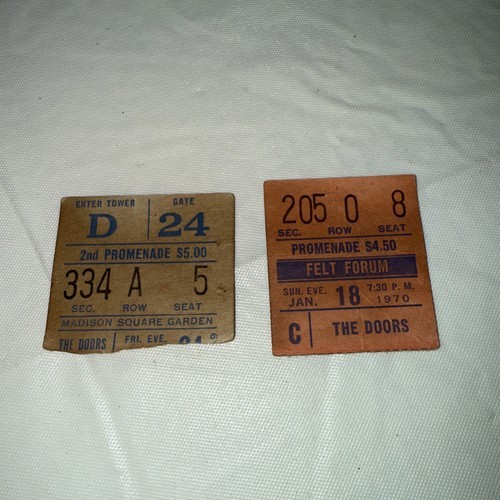 ENTER TOWER GATE
D 24
2nd PROMENADE $5.00
334 A 5
SEC. ROW SEAT
MADISON SQUARE GARDEN
THE DOORS FRI. EVE.
205 O 8
SEC. ROW SEAT
PROMENADE $4.50
FELT FORUM
SUN. EVE. 7:30 P. M.
JAN. 18 1970
C THE DOORS